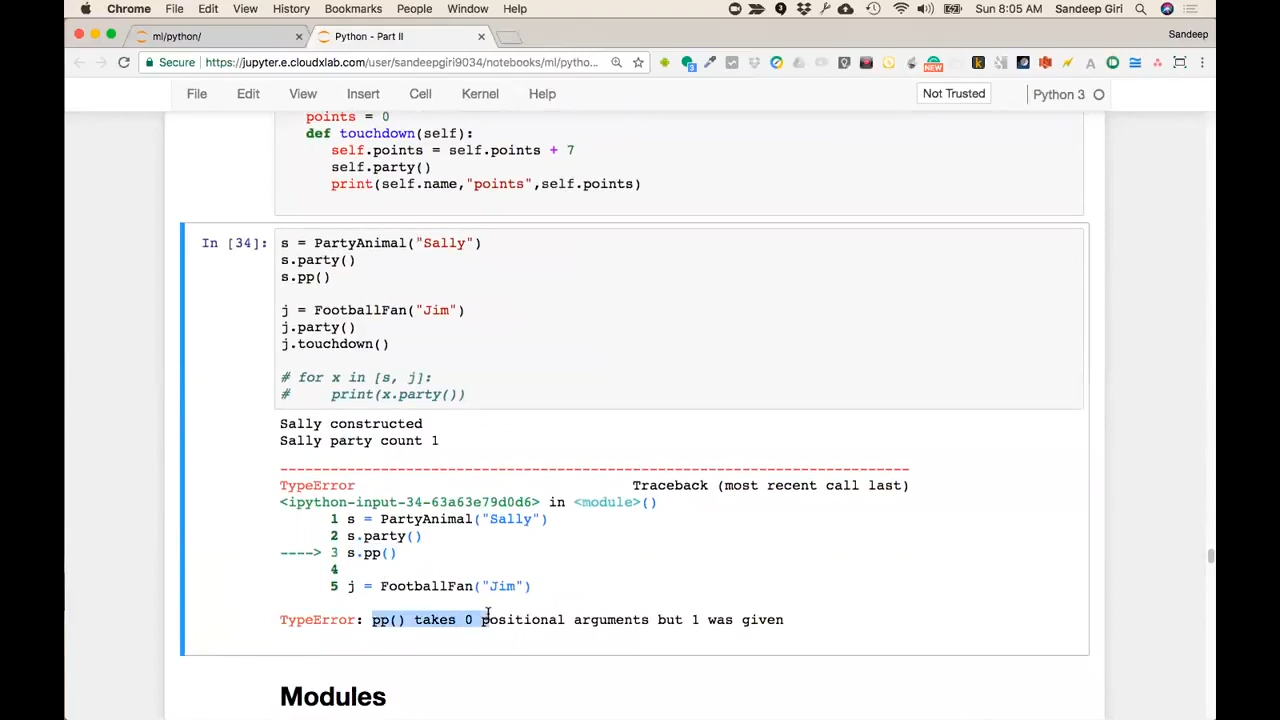 Chrome File Edit View History Bookmarks People Window Help Sun 8:05 AM Sandeep Giri
ml/python/ Python - Part II Sandeep
Secure https://jupyter.e.cloudxlab.com/user/sandeepgiri9034/notebooks/ml/pytho...
NEW
File Edit View Insert Cell Kernel Help Not Trusted Python 3
points = 0
def touchdown(self):
self.points = self.points + 7
self.party()
print(self.name,"points",self.points)
In [34]: s = PartyAnimal("Sally")
s.party()
s.pp()
j = FootballFan("Jim")
j.party()
j.touchdown()
# for x in [s, j]:
# print(x.party())
Sally constructed
Sally party count 1
---------------------------------------------------------------------------
TypeError Traceback (most recent call last)
<ipython-input-34-63a63e79d0d6> in <module>()
1 s = PartyAnimal("Sally")
2 s.party()
----> 3 s.pp()
4
5 j = FootballFan("Jim")
TypeError: pp() takes 0 positional arguments but 1 was given
Modules